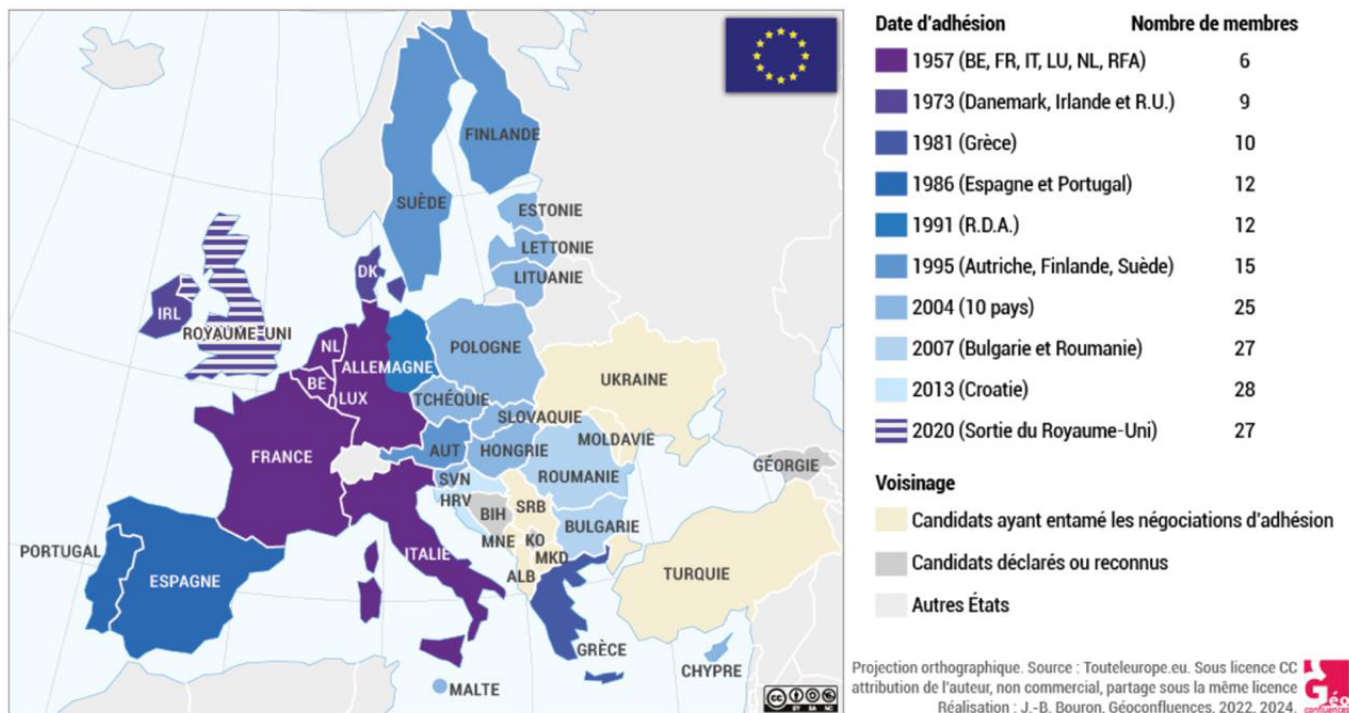 FINLANDE
SUÈDE
ESTONIE
LETTONIE
LITUANIE
DK
IRL
ROYAUME-UNI
NL
ALLEMAGNE
POLOGNE
BE
LUX
TCHÉQUIE
UKRAINE
SLOVAQUIE
FRANCE
AUT
HONGRIE
MOLDAVIE
SVN
ROUMANIE
GÉORGIE
HRV
BIH
SRB
BULGARIE
PORTUGAL
ITALIE
MNE
KO
MKD
ESPAGNE
ALB
TURQUIE
GRÈCE
CHYPRE
MALTE
cc
BY SA NC
Date d'adhésion Nombre de membres
1957 (BE, FR, IT, LU, NL, RFA) 6
1973 (Danemark, Irlande et R.U.) 9
1981 (Grèce) 10
1986 (Espagne et Portugal) 12
1991 (R.D.A.) 12
1995 (Autriche, Finlande, Suède) 15
2004 (10 pays) 25
2007 (Bulgarie et Roumanie) 27
2013 (Croatie) 28
2020 (Sortie du Royaume-Uni) 27
Voisinage
Candidats ayant entamé les négociations d'adhésion
Candidats déclarés ou reconnus
Autres États
Projection orthographique. Source : Touteleurope.eu. Sous licence CC
attribution de l'auteur, non commercial, partage sous la même licence
Réalisation : J.-B. Bouron, Géoconfluences, 2022, 2024.
Géo
confluences